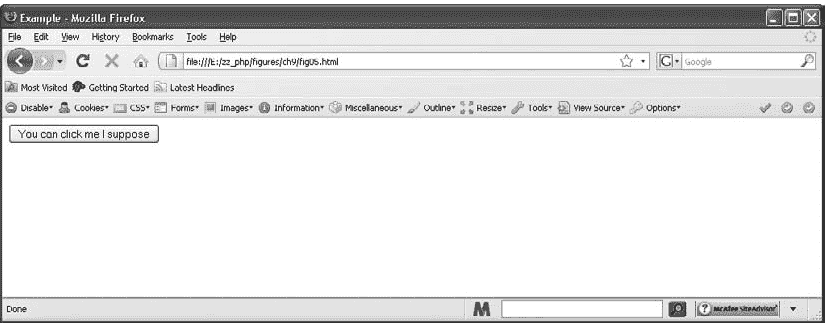 Example - Mozilla Firefox
File Edit View History Bookmarks Tools Help
file:///E:/zz_php/figures/ch9/fig05.html Google
Most Visited Getting Started Latest Headlines
Disable Cookies CSS Forms Images Information Miscellaneous Outline Resize Tools View Source Options
You can click me I suppose
Done M McAfee SiteAdvisor